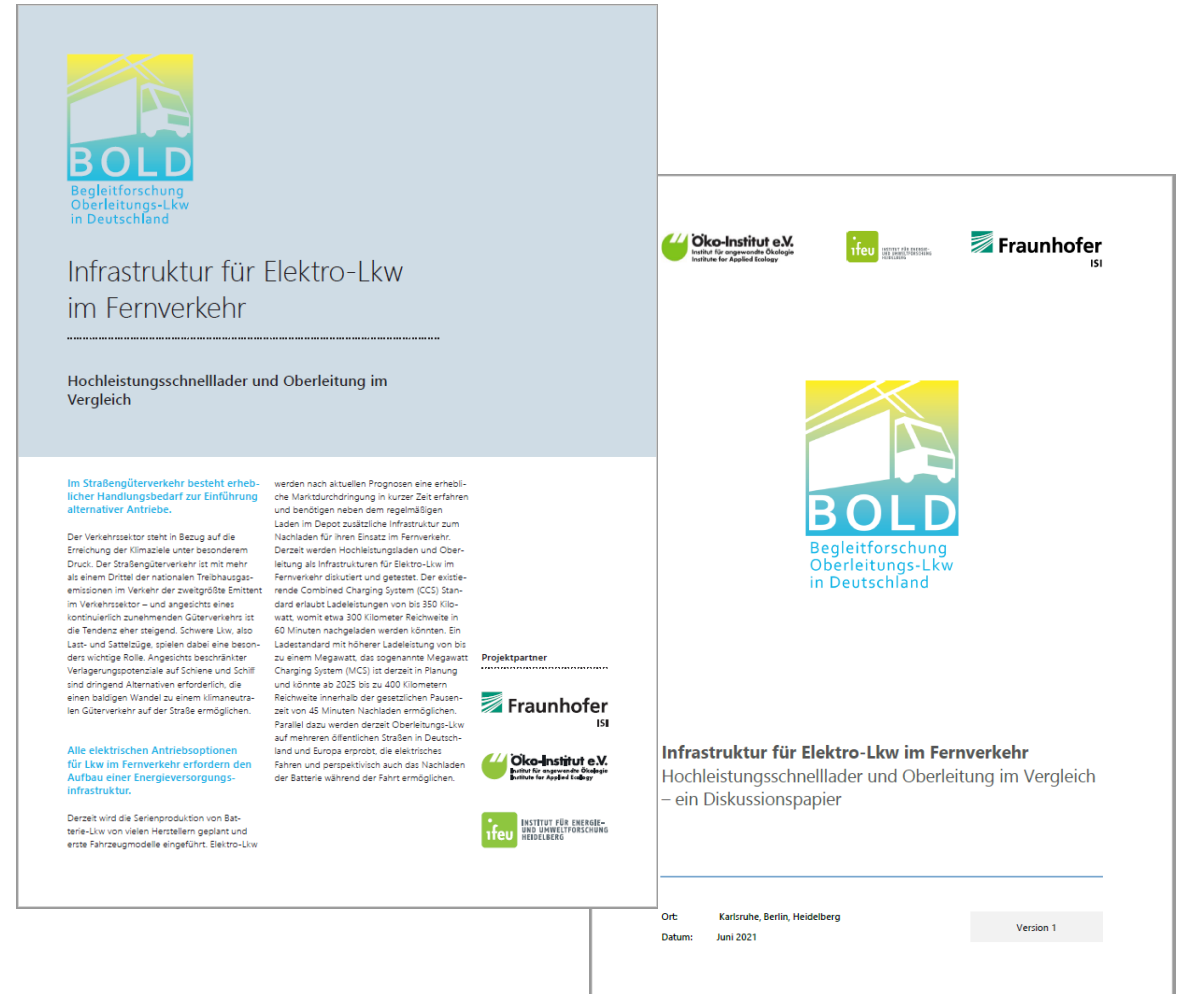 BOLD
Begleitforschung
Oberleitungs-Lkw
in Deutschland
Infrastruktur für Elektro-Lkw
im Fernverkehr
Hochleistungsschnelllader und Oberleitung im
Vergleich
Im Straßengüterverkehr besteht erheb-
licher Handlungsbedarf zur Einführung
alternativer Antriebe.
Der Verkehrssektor steht in Bezug auf die
Erreichung der Klimaziele unter besonderem
Druck. Der Straßengüterverkehr ist mit mehr
als einem Drittel der nationalen Treibhausgas-
emissionen im Verkehr der zweitgrößte Emittent
im Verkehrssektor – und angesichts eines
kontinuierlich zunehmenden Güterverkehrs ist
die Tendenz eher steigend. Schwere Lkw, also
Last- und Sattelzüge, spielen dabei eine beson-
ders wichtige Rolle. Angesichts beschränkter
Verlagerungspotenziale auf Schiene und Schiff
sind dringend Alternativen erforderlich, die
einen baldigen Wandel zu einem klimaneutra-
len Güterverkehr auf der Straße ermöglichen.
Alle elektrischen Antriebsoptionen
für Lkw im Fernverkehr erfordern den
Aufbau einer Energieversorgungs-
infrastruktur.
Derzeit wird die Serienproduktion von Bat-
terie-Lkw von vielen Herstellern geplant und
erste Fahrzeugmodelle eingeführt. Elektro-Lkw
werden nach aktuellen Prognosen eine erhebli-
che Marktdurchdringung in kurzer Zeit erfahren
und benötigen neben dem regelmäßigen
Laden im Depot zusätzliche Infrastruktur zum
Nachladen für ihren Einsatz im Fernverkehr.
Derzeit werden Hochleistungsladen und Ober-
leitung als Infrastrukturen für Elektro-Lkw im
Fernverkehr diskutiert und getestet. Der existie-
rende Combined Charging System (CCS) Stan-
dard erlaubt Ladeleistungen von bis 350 Kilo-
watt, womit etwa 300 Kilometer Reichweite in
60 Minuten nachgeladen werden könnten. Ein
Ladestandard mit höherer Ladeleistung von bis
zu einem Megawatt, das sogenannte Megawatt
Charging System (MCS) ist derzeit in Planung
und könnte ab 2025 bis zu 400 Kilometern
Reichweite innerhalb der gesetzlichen Pausen-
zeit von 45 Minuten Nachladen ermöglichen.
Parallel dazu werden derzeit Oberleitungs-Lkw
auf mehreren öffentlichen Straßen in Deutsch-
land und Europa erprobt, die elektrisches
Fahren und perspektivisch auch das Nachladen
der Batterie während der Fahrt ermöglichen.
Projektpartner
Fraunhofer
ISI
Öko-Institut e.V.
Institut für angewandte Ökologie
Institute for Applied Ecology
ifeu INSTITUT FÜR ENERGIE-
UND UMWELTFORSCHUNG
HEIDELBERG
Öko-Institut e.V.
Institut für angewandte Ökologie
Institute for Applied Ecology
ifeu INSTITUT FÜR ENERGIE-
UND UMWELTFORSCHUNG
HEIDELBERG
Fraunhofer
ISI
BOLD
Begleitforschung
Oberleitungs-Lkw
in Deutschland
Infrastruktur für Elektro-Lkw im Fernverkehr
Hochleistungsschnelllader und Oberleitung im Vergleich
– ein Diskussionspapier
Ort: Karlsruhe, Berlin, Heidelberg
Datum: Juni 2021
Version 1